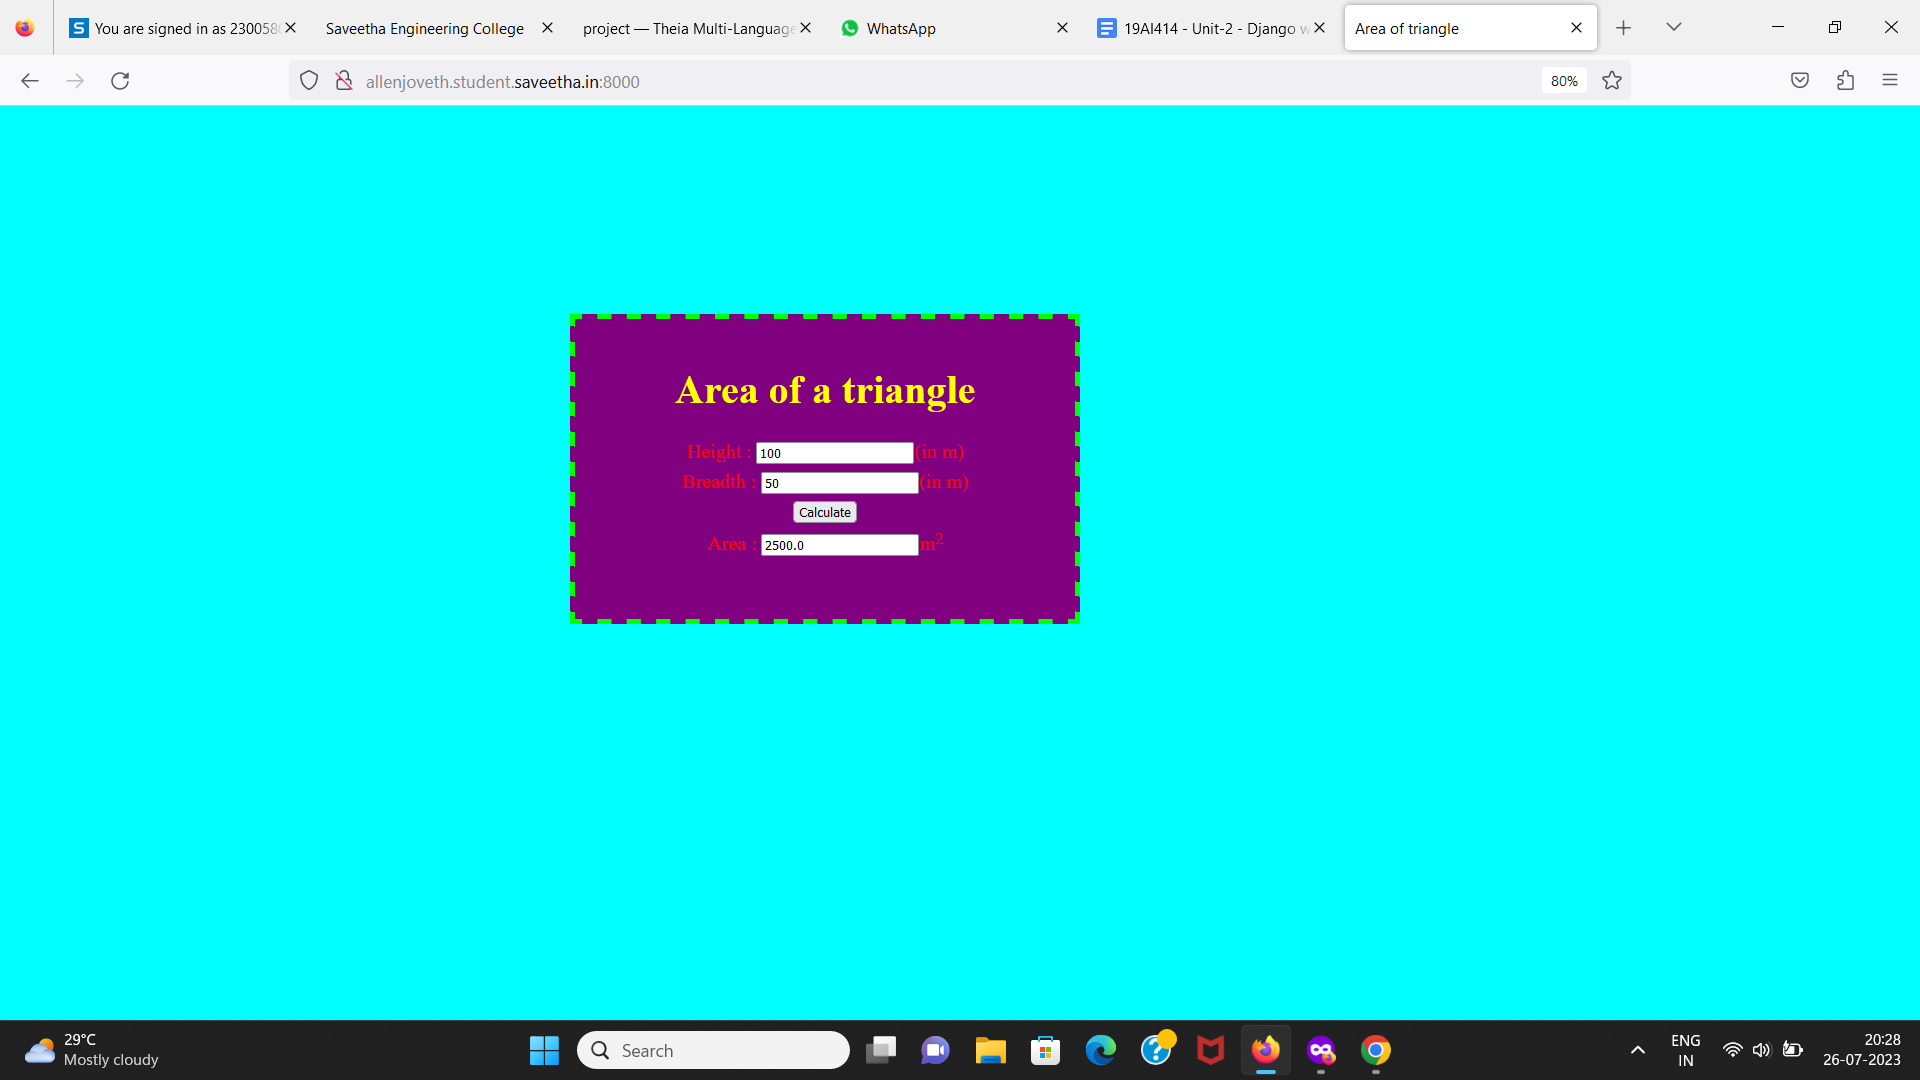 You are signed in as 230058
Saveetha Engineering College
project — Theia Multi-Language
WhatsApp
19AI414 - Unit-2 - Django w
Area of triangle
allenjoveth.student.saveetha.in:8000
80%
Area of a triangle
Height : 100 (in m)
Breadth : 50 (in m)
Calculate
Area : 2500.0 m²
29°C
Mostly cloudy
Search
ENG
IN
20:28
26-07-2023